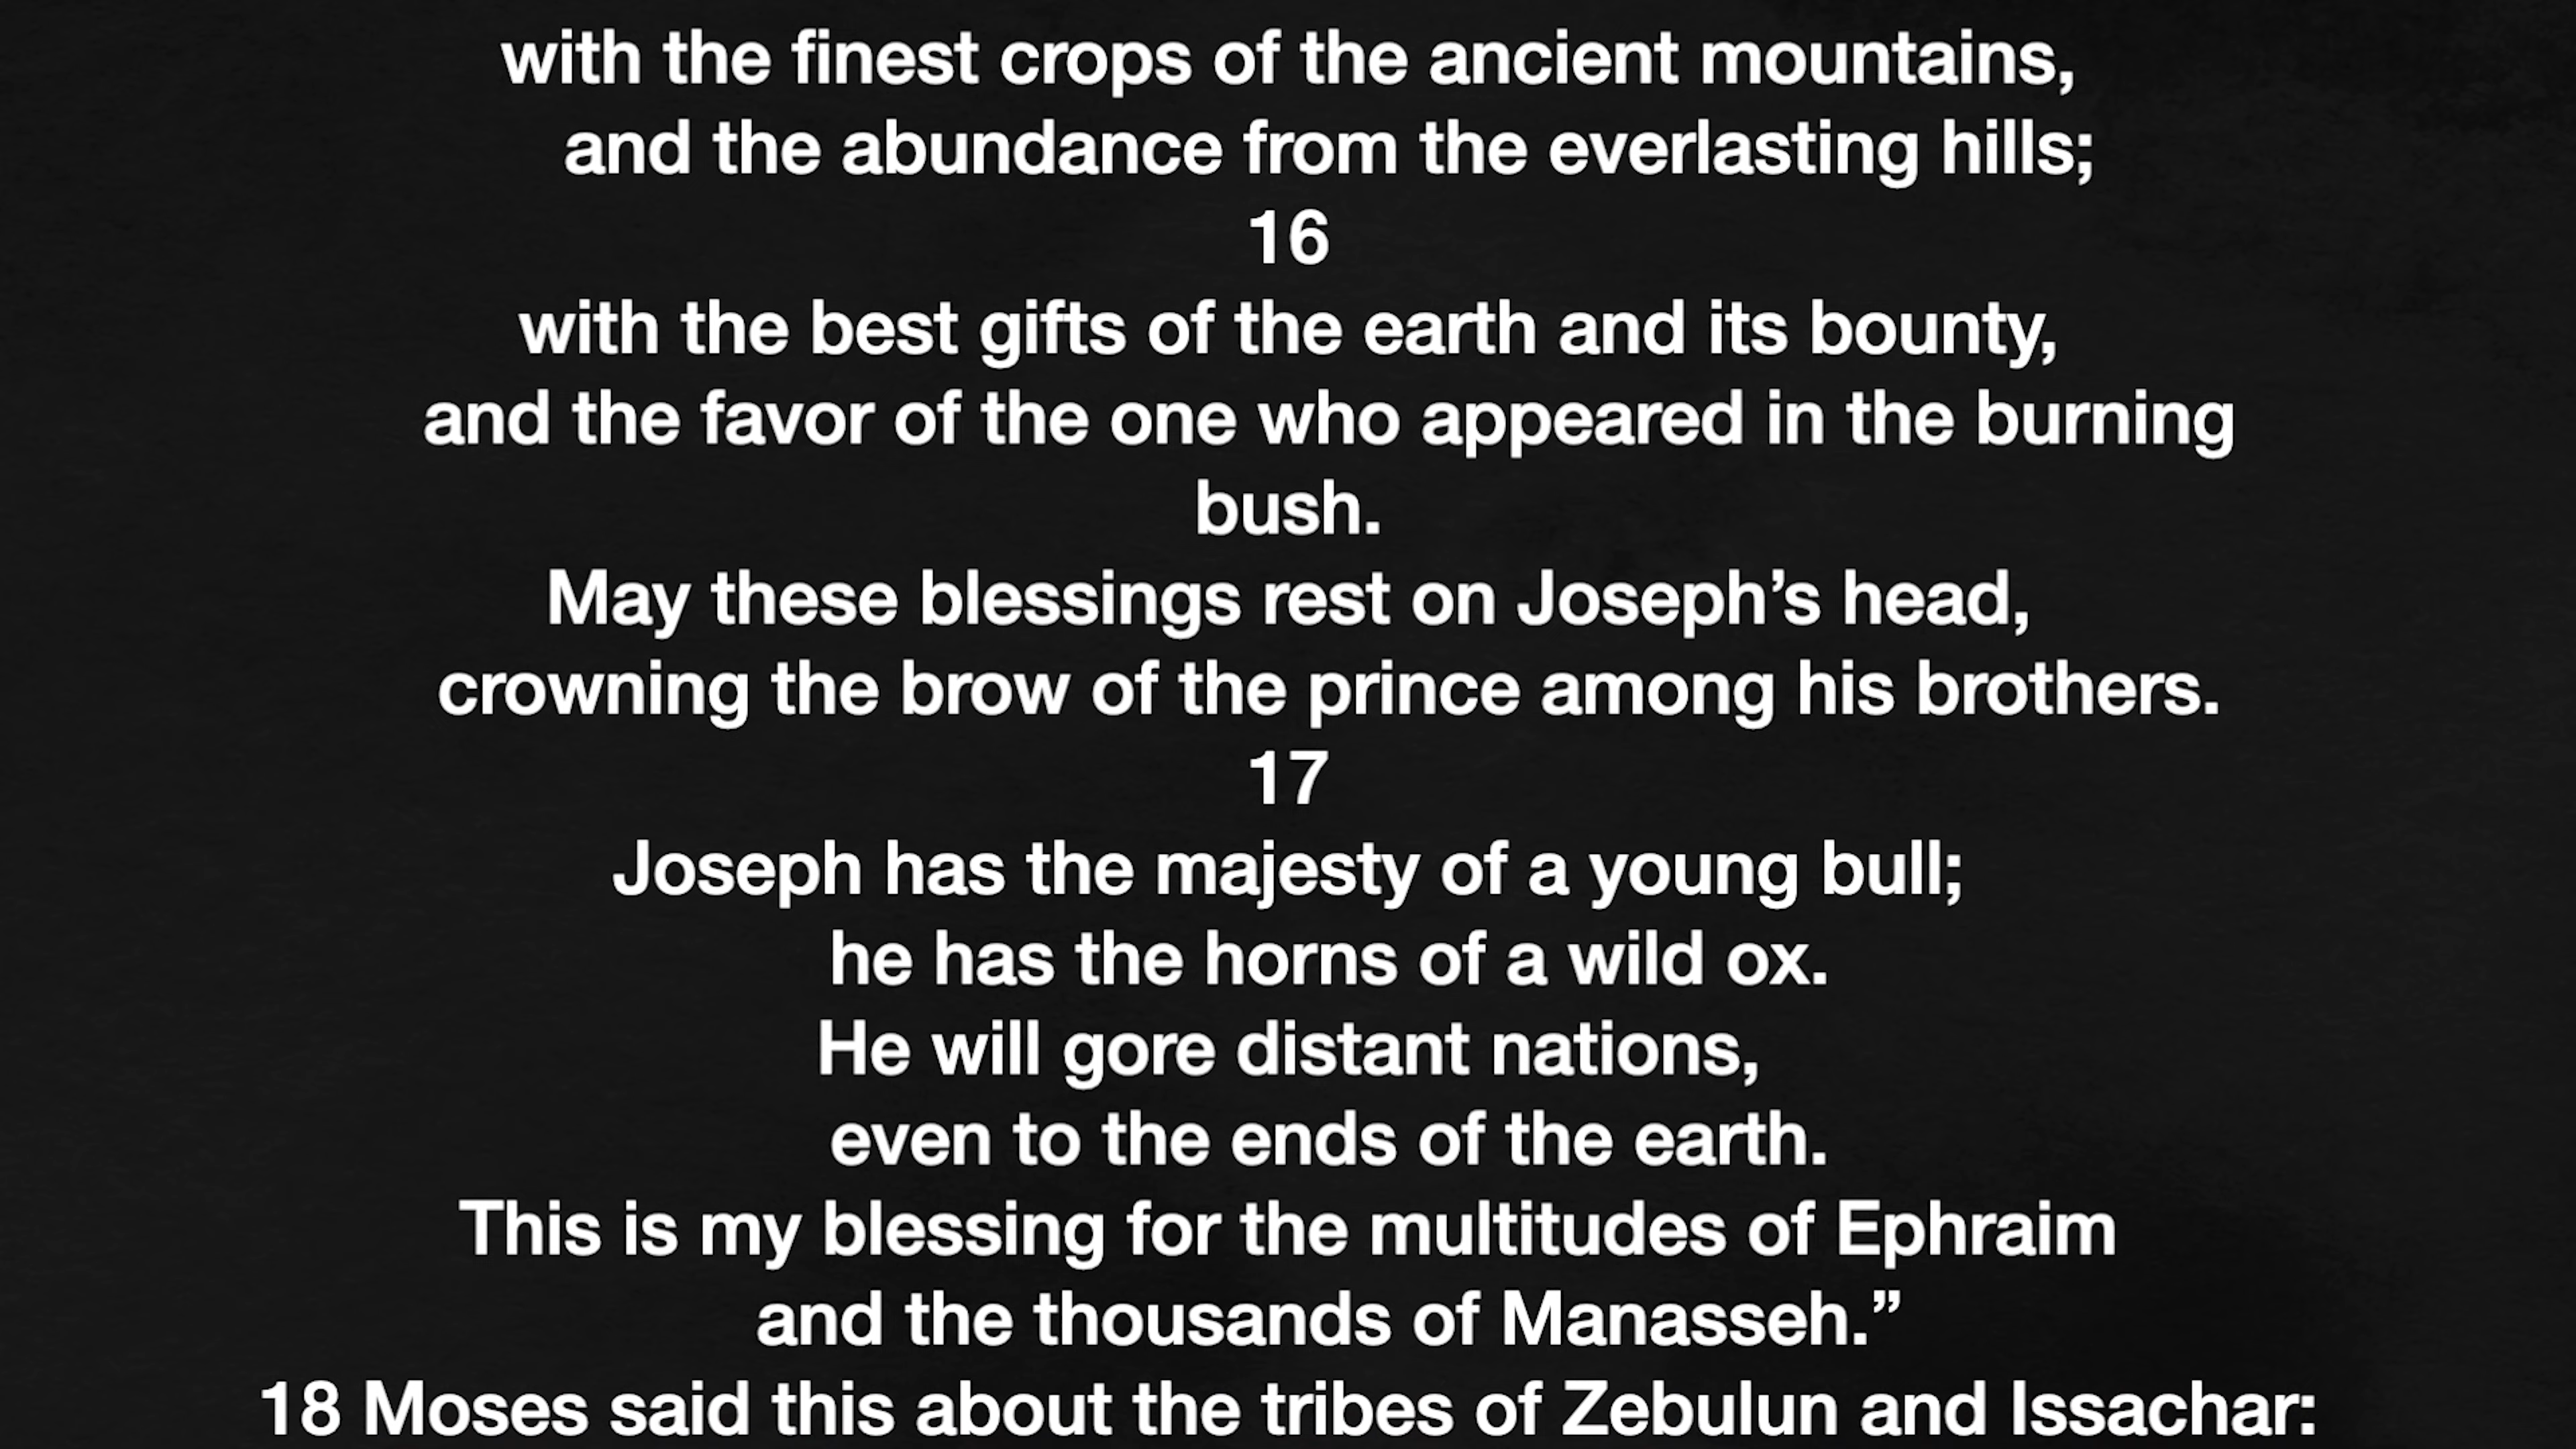 with the finest crops of the ancient mountains,
and the abundance from the everlasting hills;
16
with the best gifts of the earth and its bounty,
and the favor of the one who appeared in the burning
bush.
May these blessings rest on Joseph’s head,
crowning the brow of the prince among his brothers.
17
Joseph has the majesty of a young bull;
he has the horns of a wild ox.
He will gore distant nations,
even to the ends of the earth.
This is my blessing for the multitudes of Ephraim
and the thousands of Manasseh.”
18 Moses said this about the tribes of Zebulun and Issachar: